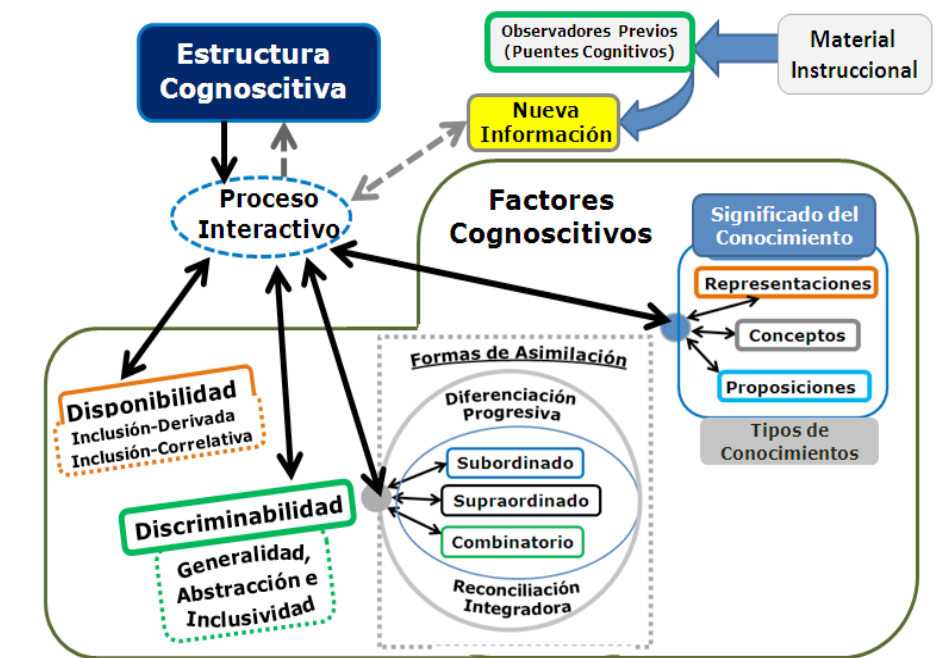 Estructura
Cognoscitiva
Observadores Previos
(Puentes Cognitivos)
Material
Instruccional
Nueva
Información
Proceso
Interactivo
Factores
Cognoscitivos
Significado del
Conocimiento
Representaciones
Conceptos
Proposiciones
Tipos de
Conocimientos
Formas de Asimilación
Diferenciación
Progresiva
Subordinado
Supraordinado
Combinatorio
Reconciliación
Integradora
Disponibilidad
Inclusión-Derivada
Inclusión-Correlativa
Discriminabilidad
Generalidad,
Abstracción e
Inclusividad